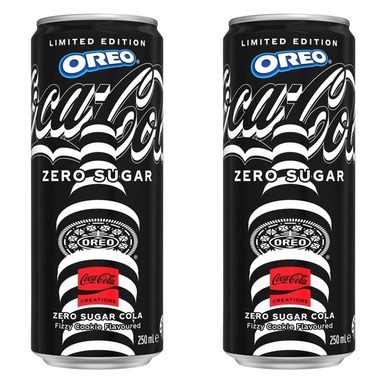 LIMITED EDITION
OREO
Coca-Cola
ZERO SUGAR
OREO
Coca-Cola
CREATIONS
ZERO SUGAR COLA
Fizzy Cookie Flavoured
250 ml e
LIMITED EDITION
OREO
Coca-Cola
ZERO SUGAR
OREO
Coca-Cola
CREATIONS
ZERO SUGAR COLA
Fizzy Cookie Flavoured
250 ml e